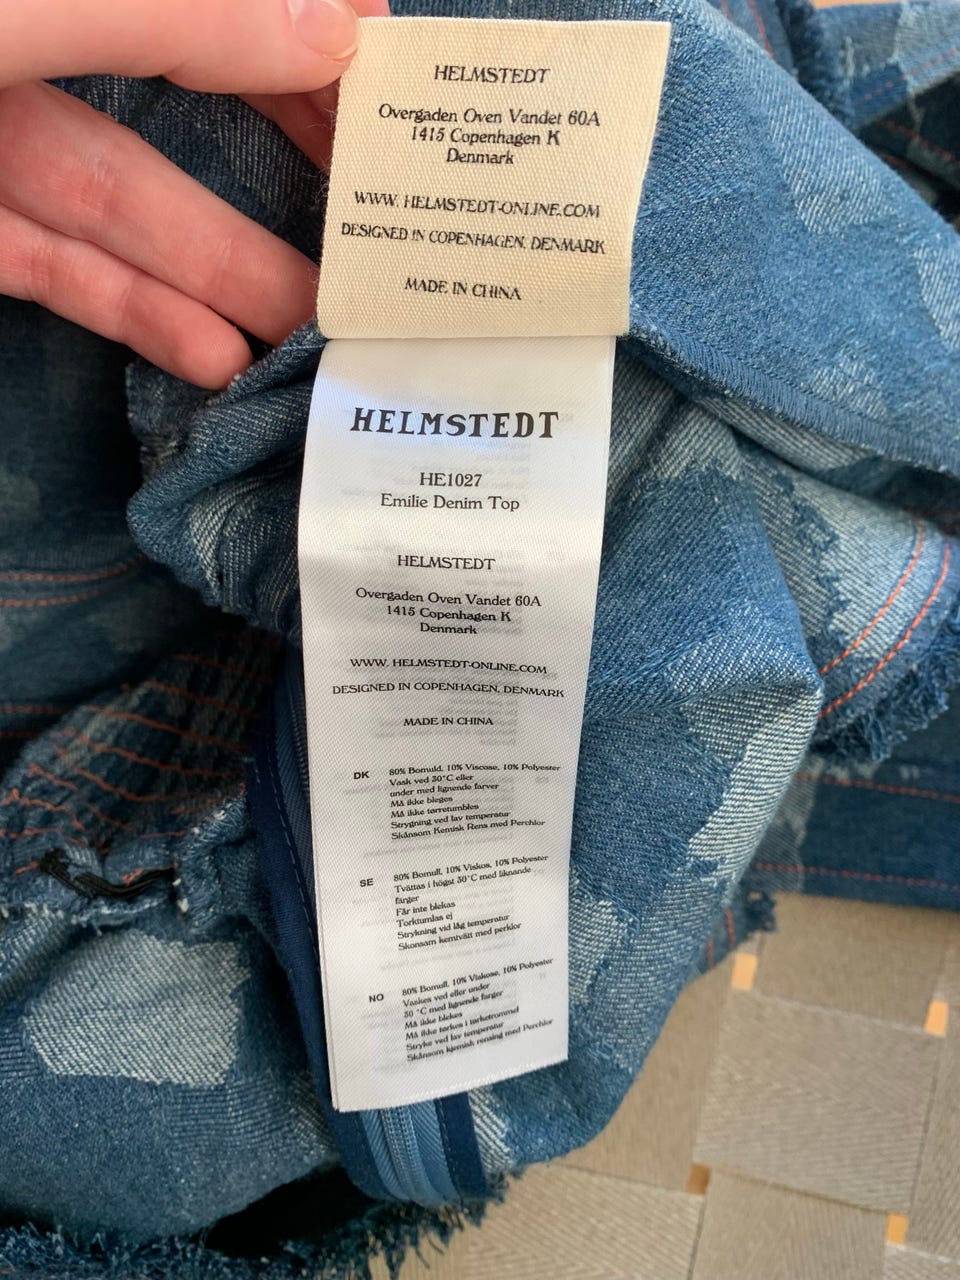 HELMSTEDT
Overgaden Oven Vandet 60A
1415 Copenhagen K
Denmark
WWW. HELMSTEDT-ONLINE.COM
DESIGNED IN COPENHAGEN, DENMARK
MADE IN CHINA
HELMSTEDT
HE1027
Emilie Denim Top
HELMSTEDT
Overgaden Oven Vandet 60A
1415 Copenhagen K
Denmark
WWW. HELMSTEDT-ONLINE.COM
DESIGNED IN COPENHAGEN, DENMARK
MADE IN CHINA
DK 80% Bomuld, 10% Viscose, 10% Polyester
Vask ved 30°C eller
under med lignende farver
Må ikke bleges
Må ikke tørretumbles
Strygning ved lav temperatur
Skånsom Kemisk Rens med Perchlor
SE 80% Bomull, 10% Viskos, 10% Polyester
Tvättas i högst 30°C med liknande
färger
Får inte blekas
Torktumlas ej
Strykning vid låg temperatur
Skonsam kemtvätt med perklor
NO 80% Bomull, 10% Viskose, 10% Polyester
Vaskes ved eller under
30 °C med lignende farger
Må ikke blekes
Må ikke tørkes i tørketrommel
Stryke ved lav temperatur
Skånsom kjemisk rensing med Perchlor